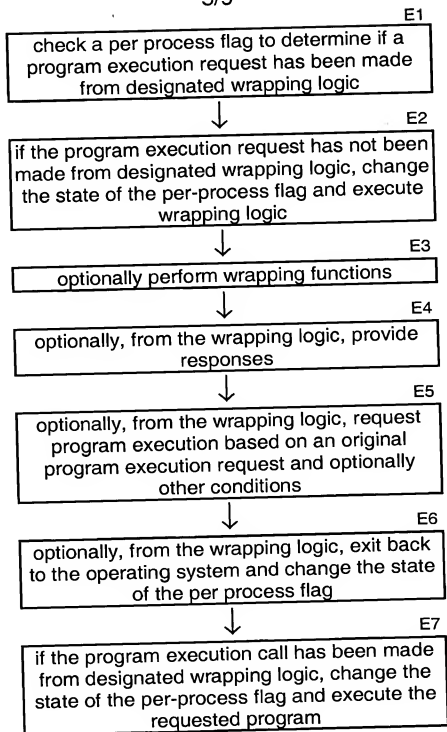 E1
check a per process flag to determine if a
program execution request has been made
from designated wrapping logic
E2
if the program execution request has not been
made from designated wrapping logic, change
the state of the per-process flag and execute
wrapping logic
E3
optionally perform wrapping functions
E4
optionally, from the wrapping logic, provide
responses
E5
optionally, from the wrapping logic, request
program execution based on an original
program execution request and optionally
other conditions
E6
optionally, from the wrapping logic, exit back
to the operating system and change the state
of the per process flag
E7
if the program execution call has been made
from designated wrapping logic, change the
state of the per-process flag and execute the
requested program